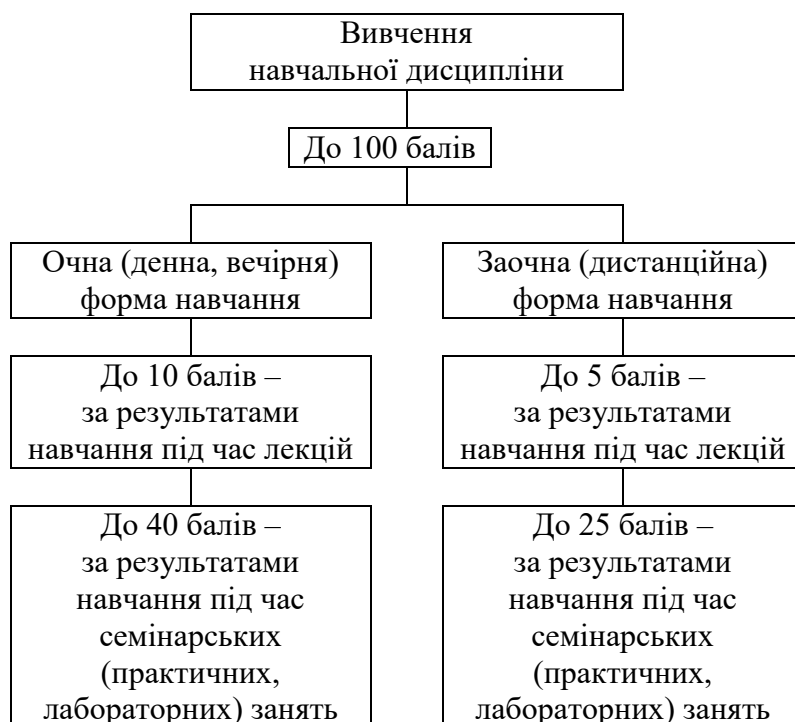 Вивчення
навчальної дисципліни
До 100 балів
Очна (денна, вечірня)
форма навчання
Заочна (дистанційна)
форма навчання
До 10 балів –
за результатами
навчання під час лекцій
До 5 балів –
за результатами
навчання під час лекцій
До 40 балів –
за результатами
навчання під час
семінарських
(практичних,
лабораторних) занять
До 25 балів –
за результатами
навчання під час
семінарських
(практичних,
лабораторних) занять